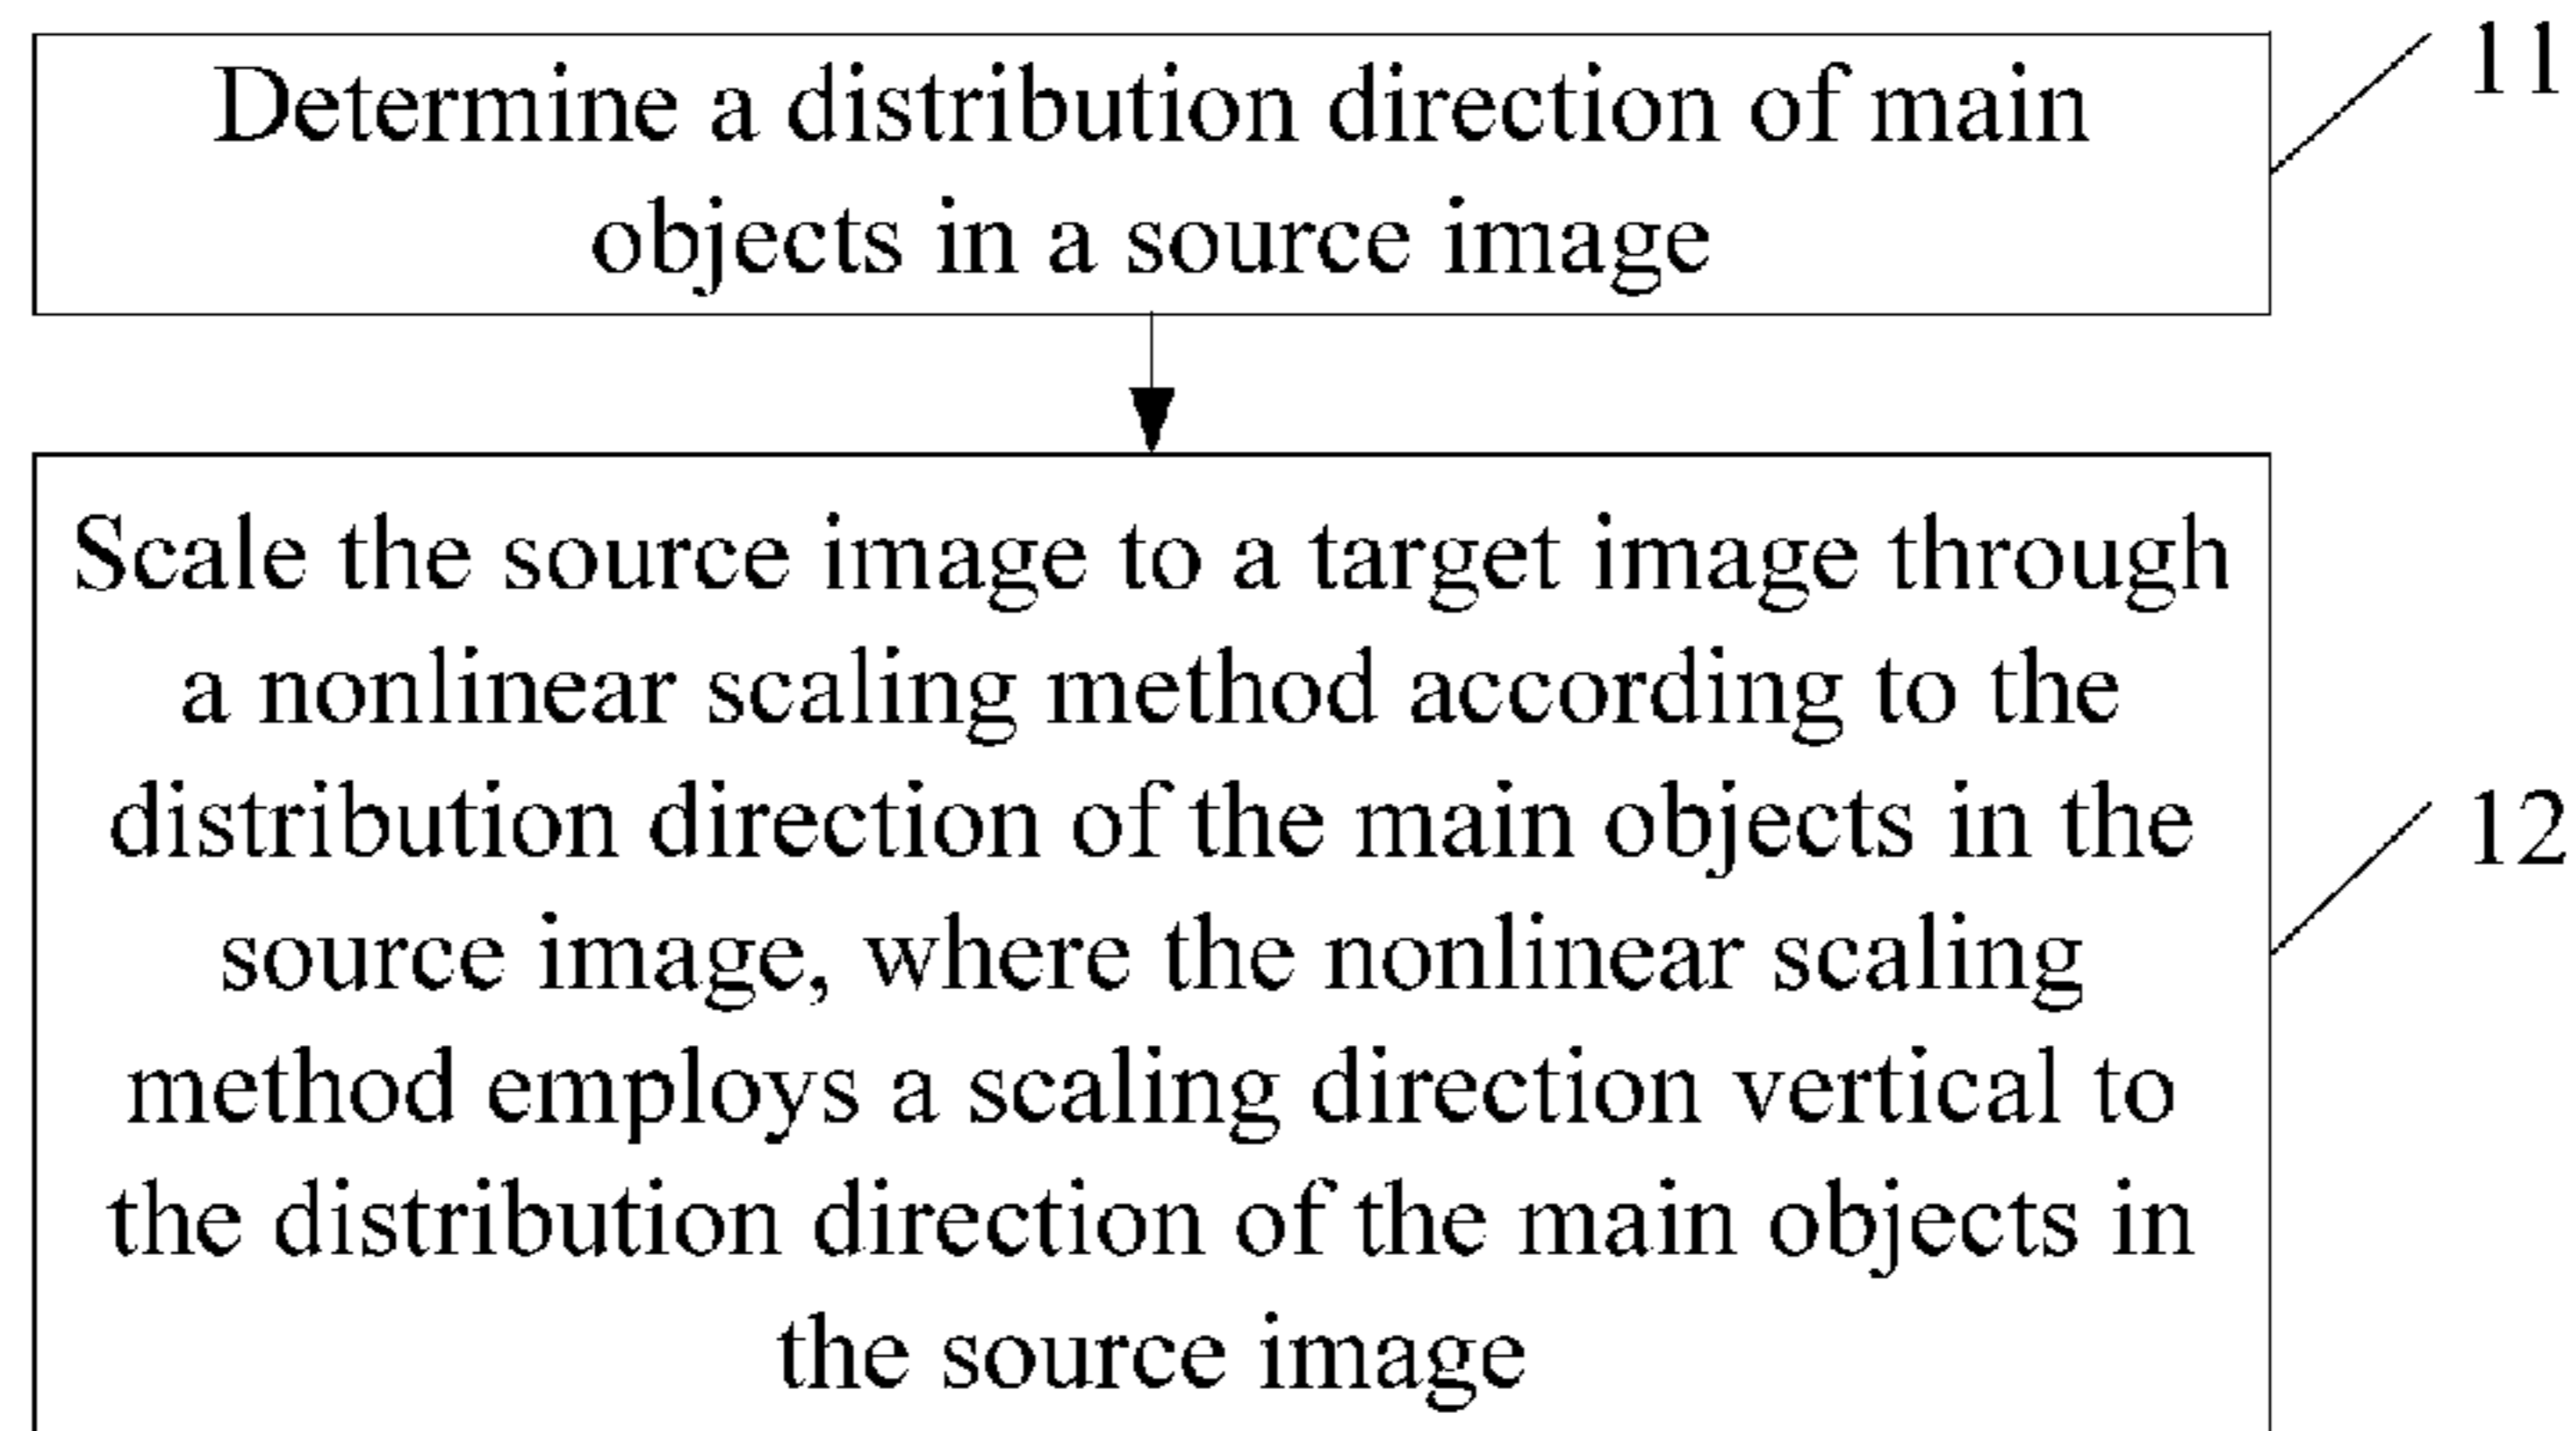 Determine a distribution direction of main
objects in a source image
11
Scale the source image to a target image through
a nonlinear scaling method according to the
distribution direction of the main objects in the
source image, where the nonlinear scaling
method employs a scaling direction vertical to
the distribution direction of the main objects in
the source image
12